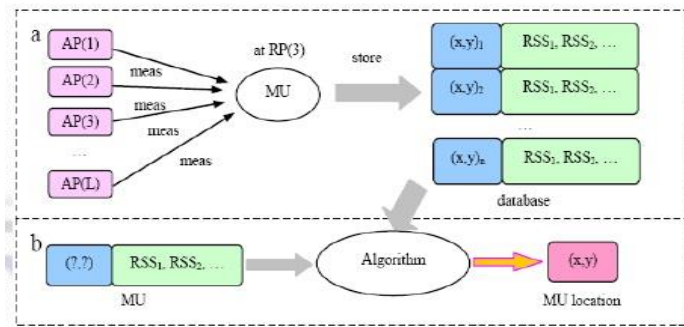 a
AP(1)
AP(2)
AP(3)
...
AP(L)
meas
meas
meas
meas
at RP(3)
MU
store
(x,y)₁ RSS₁, RSS₂, ...
(x,y)₂ RSS₁, RSS₂, ...
...
(x,y)ₙ RSS₁, RSS₂, ...
database
b
(?,?) RSS₁, RSS₂, ...
MU
Algorithm
(x,y)
MU location